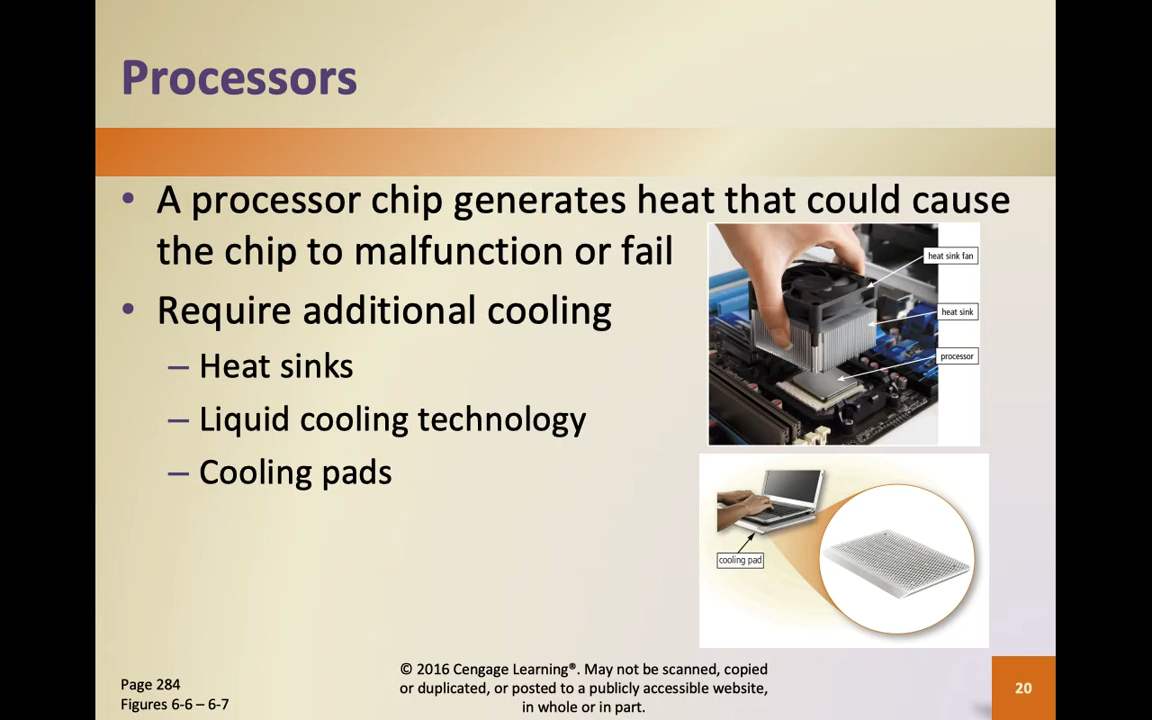 Processors
• A processor chip generates heat that could cause
the chip to malfunction or fail
• Require additional cooling
– Heat sinks
– Liquid cooling technology
– Cooling pads
heat sink fan
heat sink
processor
cooling pad
Page 284
Figures 6-6 – 6-7
© 2016 Cengage Learning®. May not be scanned, copied
or duplicated, or posted to a publicly accessible website,
in whole or in part.
20